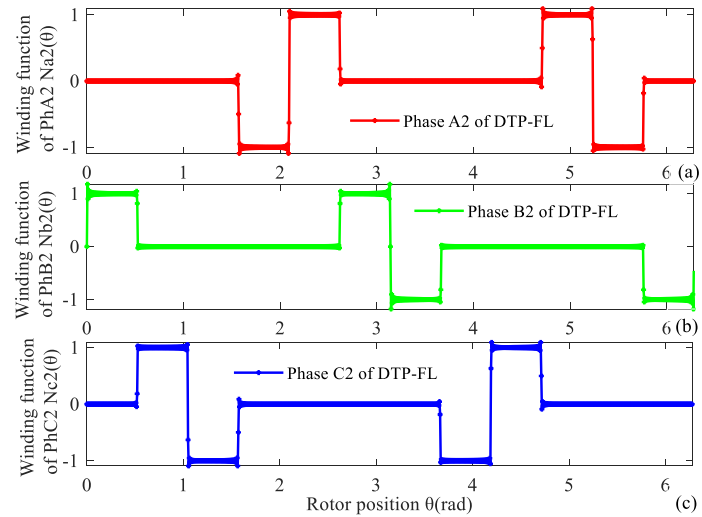 Winding function
of PhA2 Na2(θ)
1
0
-1
Phase A2 of DTP-FL
0 1 2 3 4 5 6
(a)
Winding function
of PhB2 Nb2(θ)
1
0
-1
Phase B2 of DTP-FL
0 1 2 3 4 5 6
(b)
Winding function
of PhC2 Nc2(θ)
1
0
-1
Phase C2 of DTP-FL
0 1 2 3 4 5 6
Rotor position θ(rad)
(c)